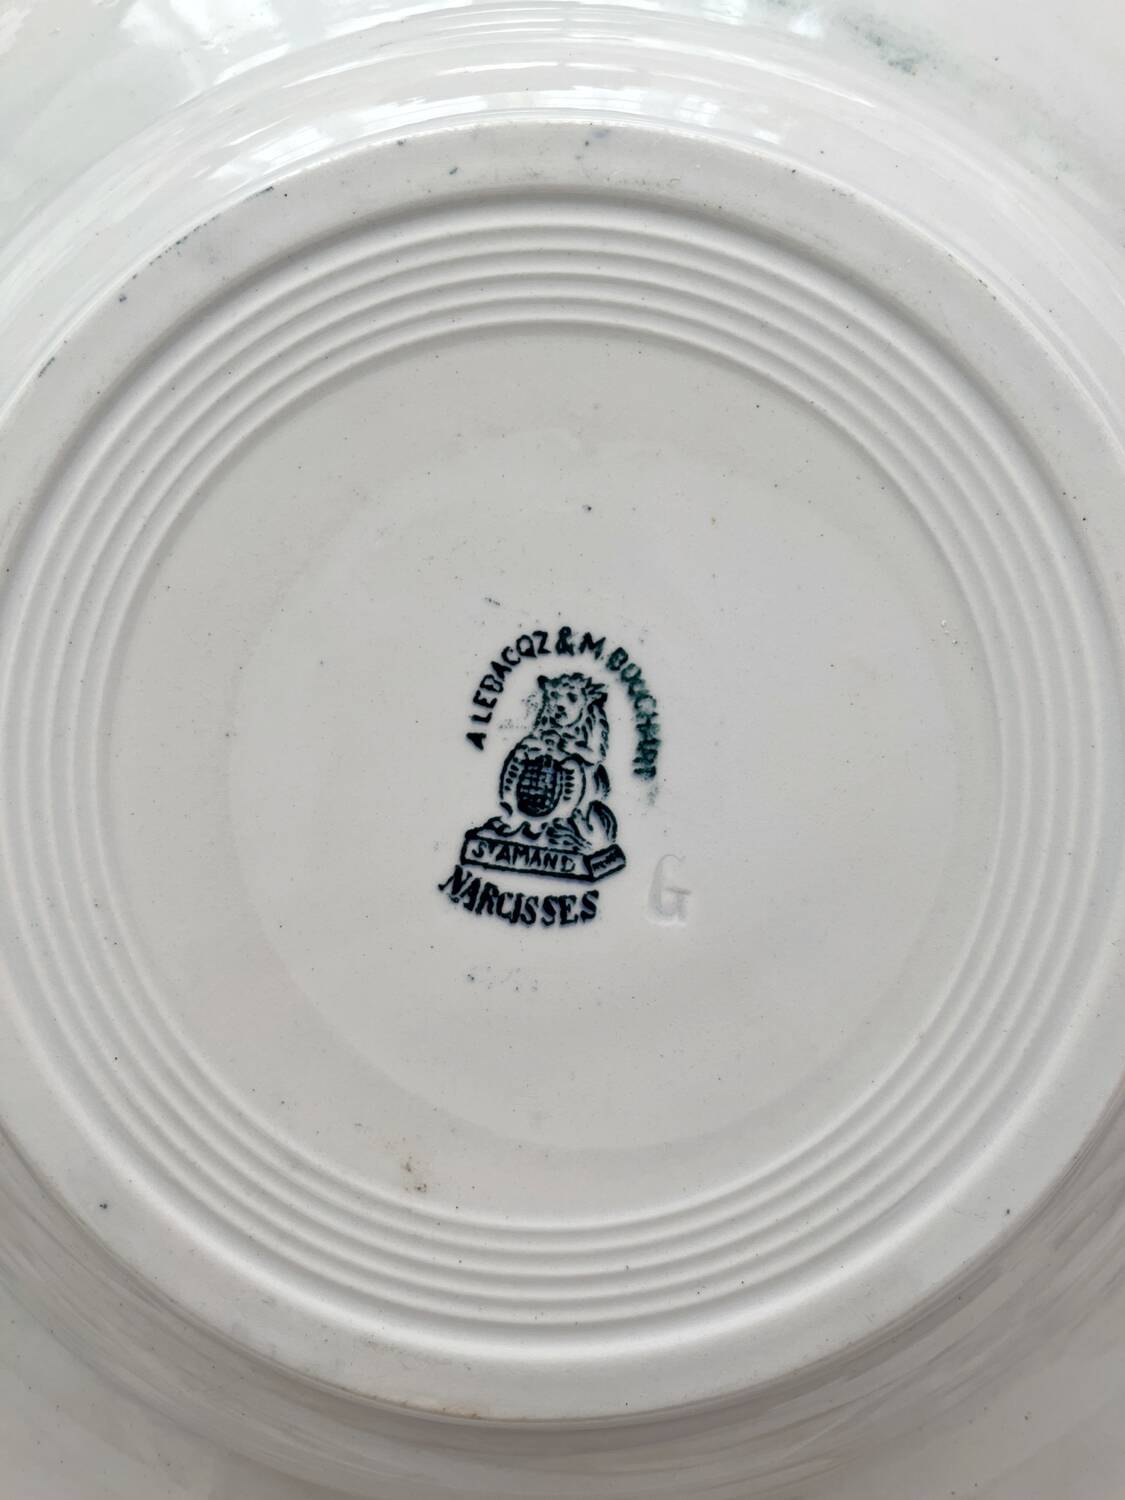 A LEBACQZ & M. BOUCHART
St AMAND
NARCISSES
G